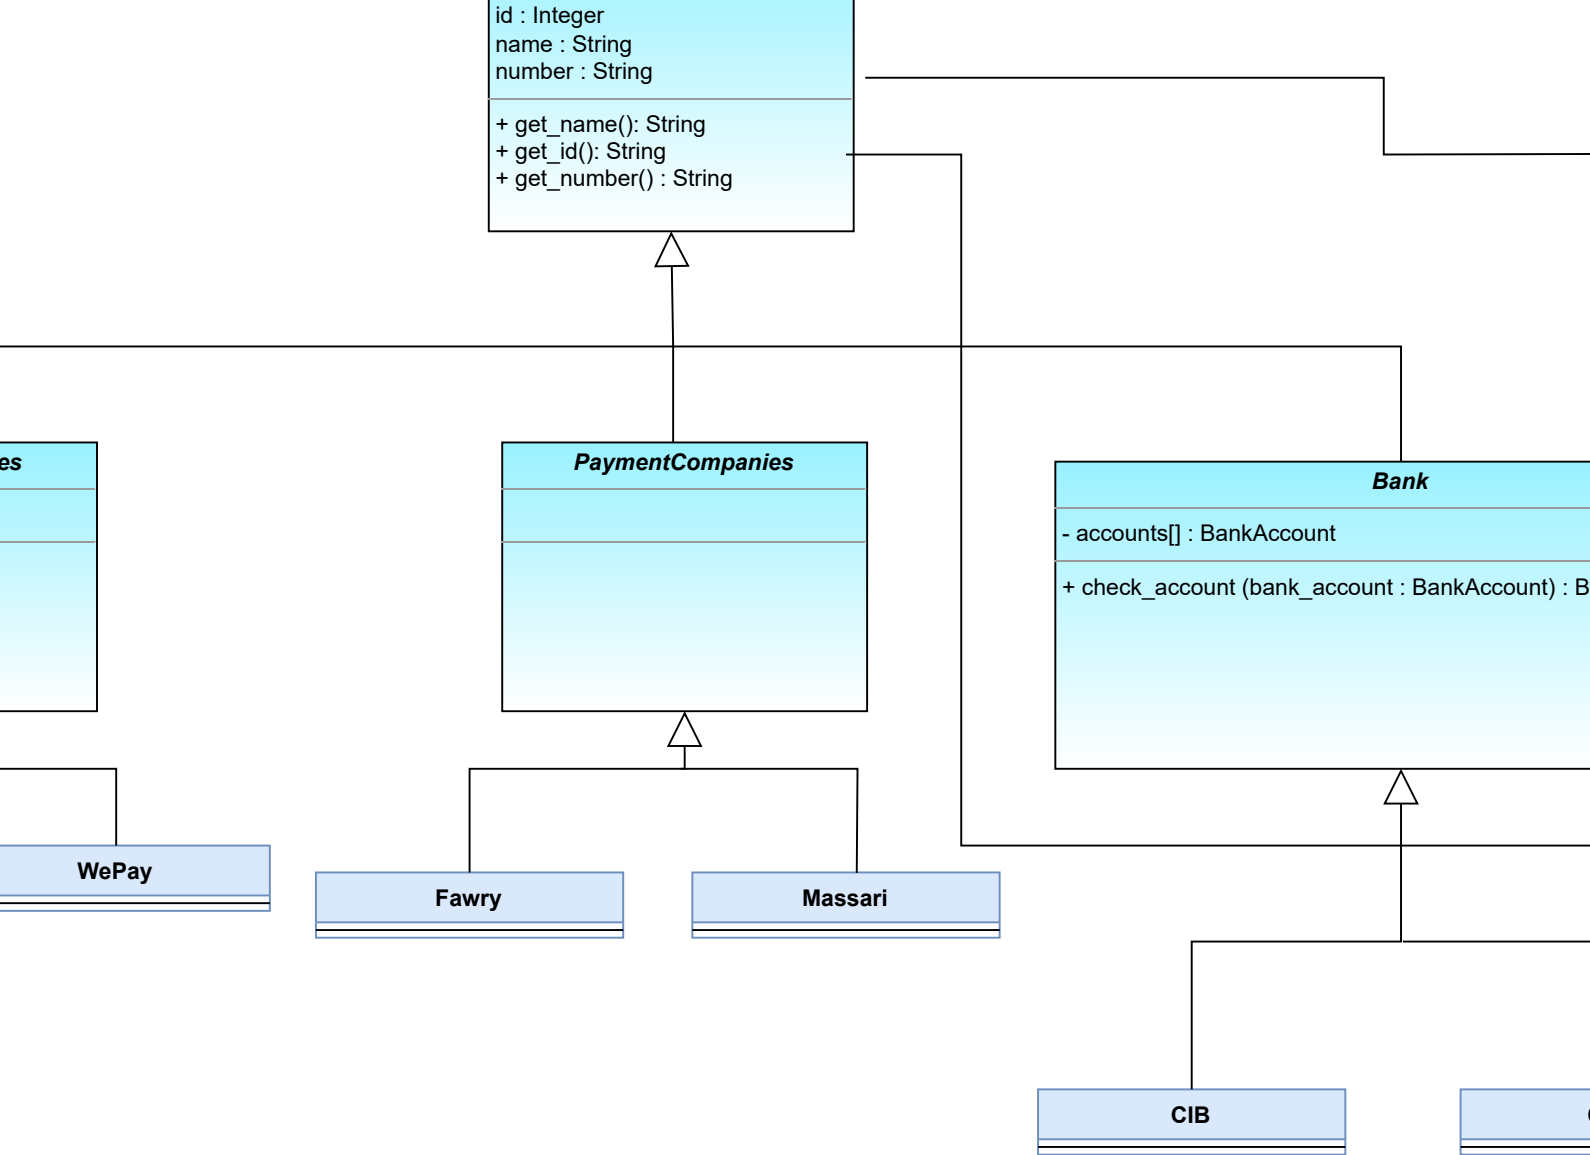 id : Integer
name : String
number : String
+ get_name(): String
+ get_id(): String
+ get_number() : String
es
PaymentCompanies
Bank
- accounts[] : BankAccount
+ check_account (bank_account : BankAccount) : B
WePay
Fawry
Massari
CIB